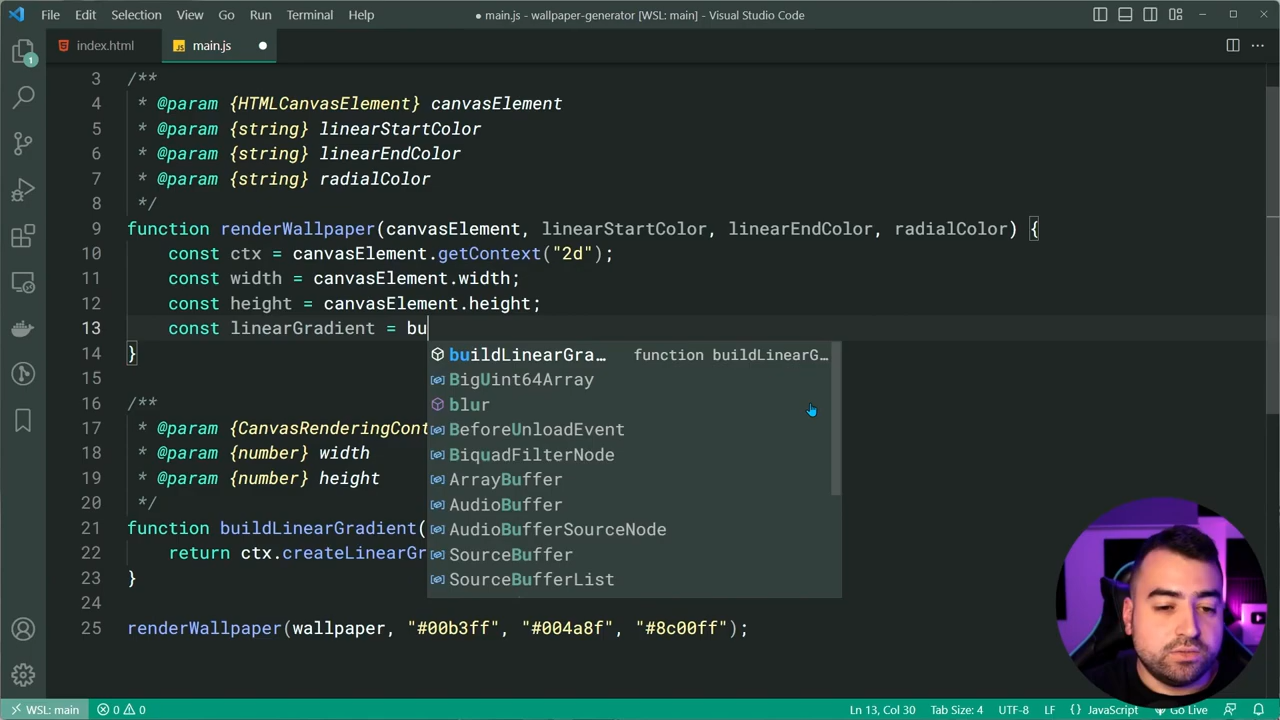 File Edit Selection View Go Run Terminal Help
● main.js - wallpaper-generator [WSL: main] - Visual Studio Code
1
index.html
JS main.js ●
3 /**
4 * @param {HTMLCanvasElement} canvasElement
5 * @param {string} linearStartColor
6 * @param {string} linearEndColor
7 * @param {string} radialColor
8 */
9 function renderWallpaper(canvasElement, linearStartColor, linearEndColor, radialColor) {
10 const ctx = canvasElement.getContext("2d");
11 const width = canvasElement.width;
12 const height = canvasElement.height;
13 const linearGradient = bu
14 }
15
16 /**
17 * @param {CanvasRenderingCont
18 * @param {number} width
19 * @param {number} height
20 */
21 function buildLinearGradient(
22 return ctx.createLinearGr
23 }
24
25 renderWallpaper(wallpaper, "#00b3ff", "#004a8f", "#8c00ff");
buildLinearGra… function buildLinearG…
BigUint64Array
blur
BeforeUnloadEvent
BiquadFilterNode
ArrayBuffer
AudioBuffer
AudioBufferSourceNode
SourceBuffer
SourceBufferList
WSL: main 0 0 Ln 13, Col 30 Tab Size: 4 UTF-8 LF {} JavaScript Go Live